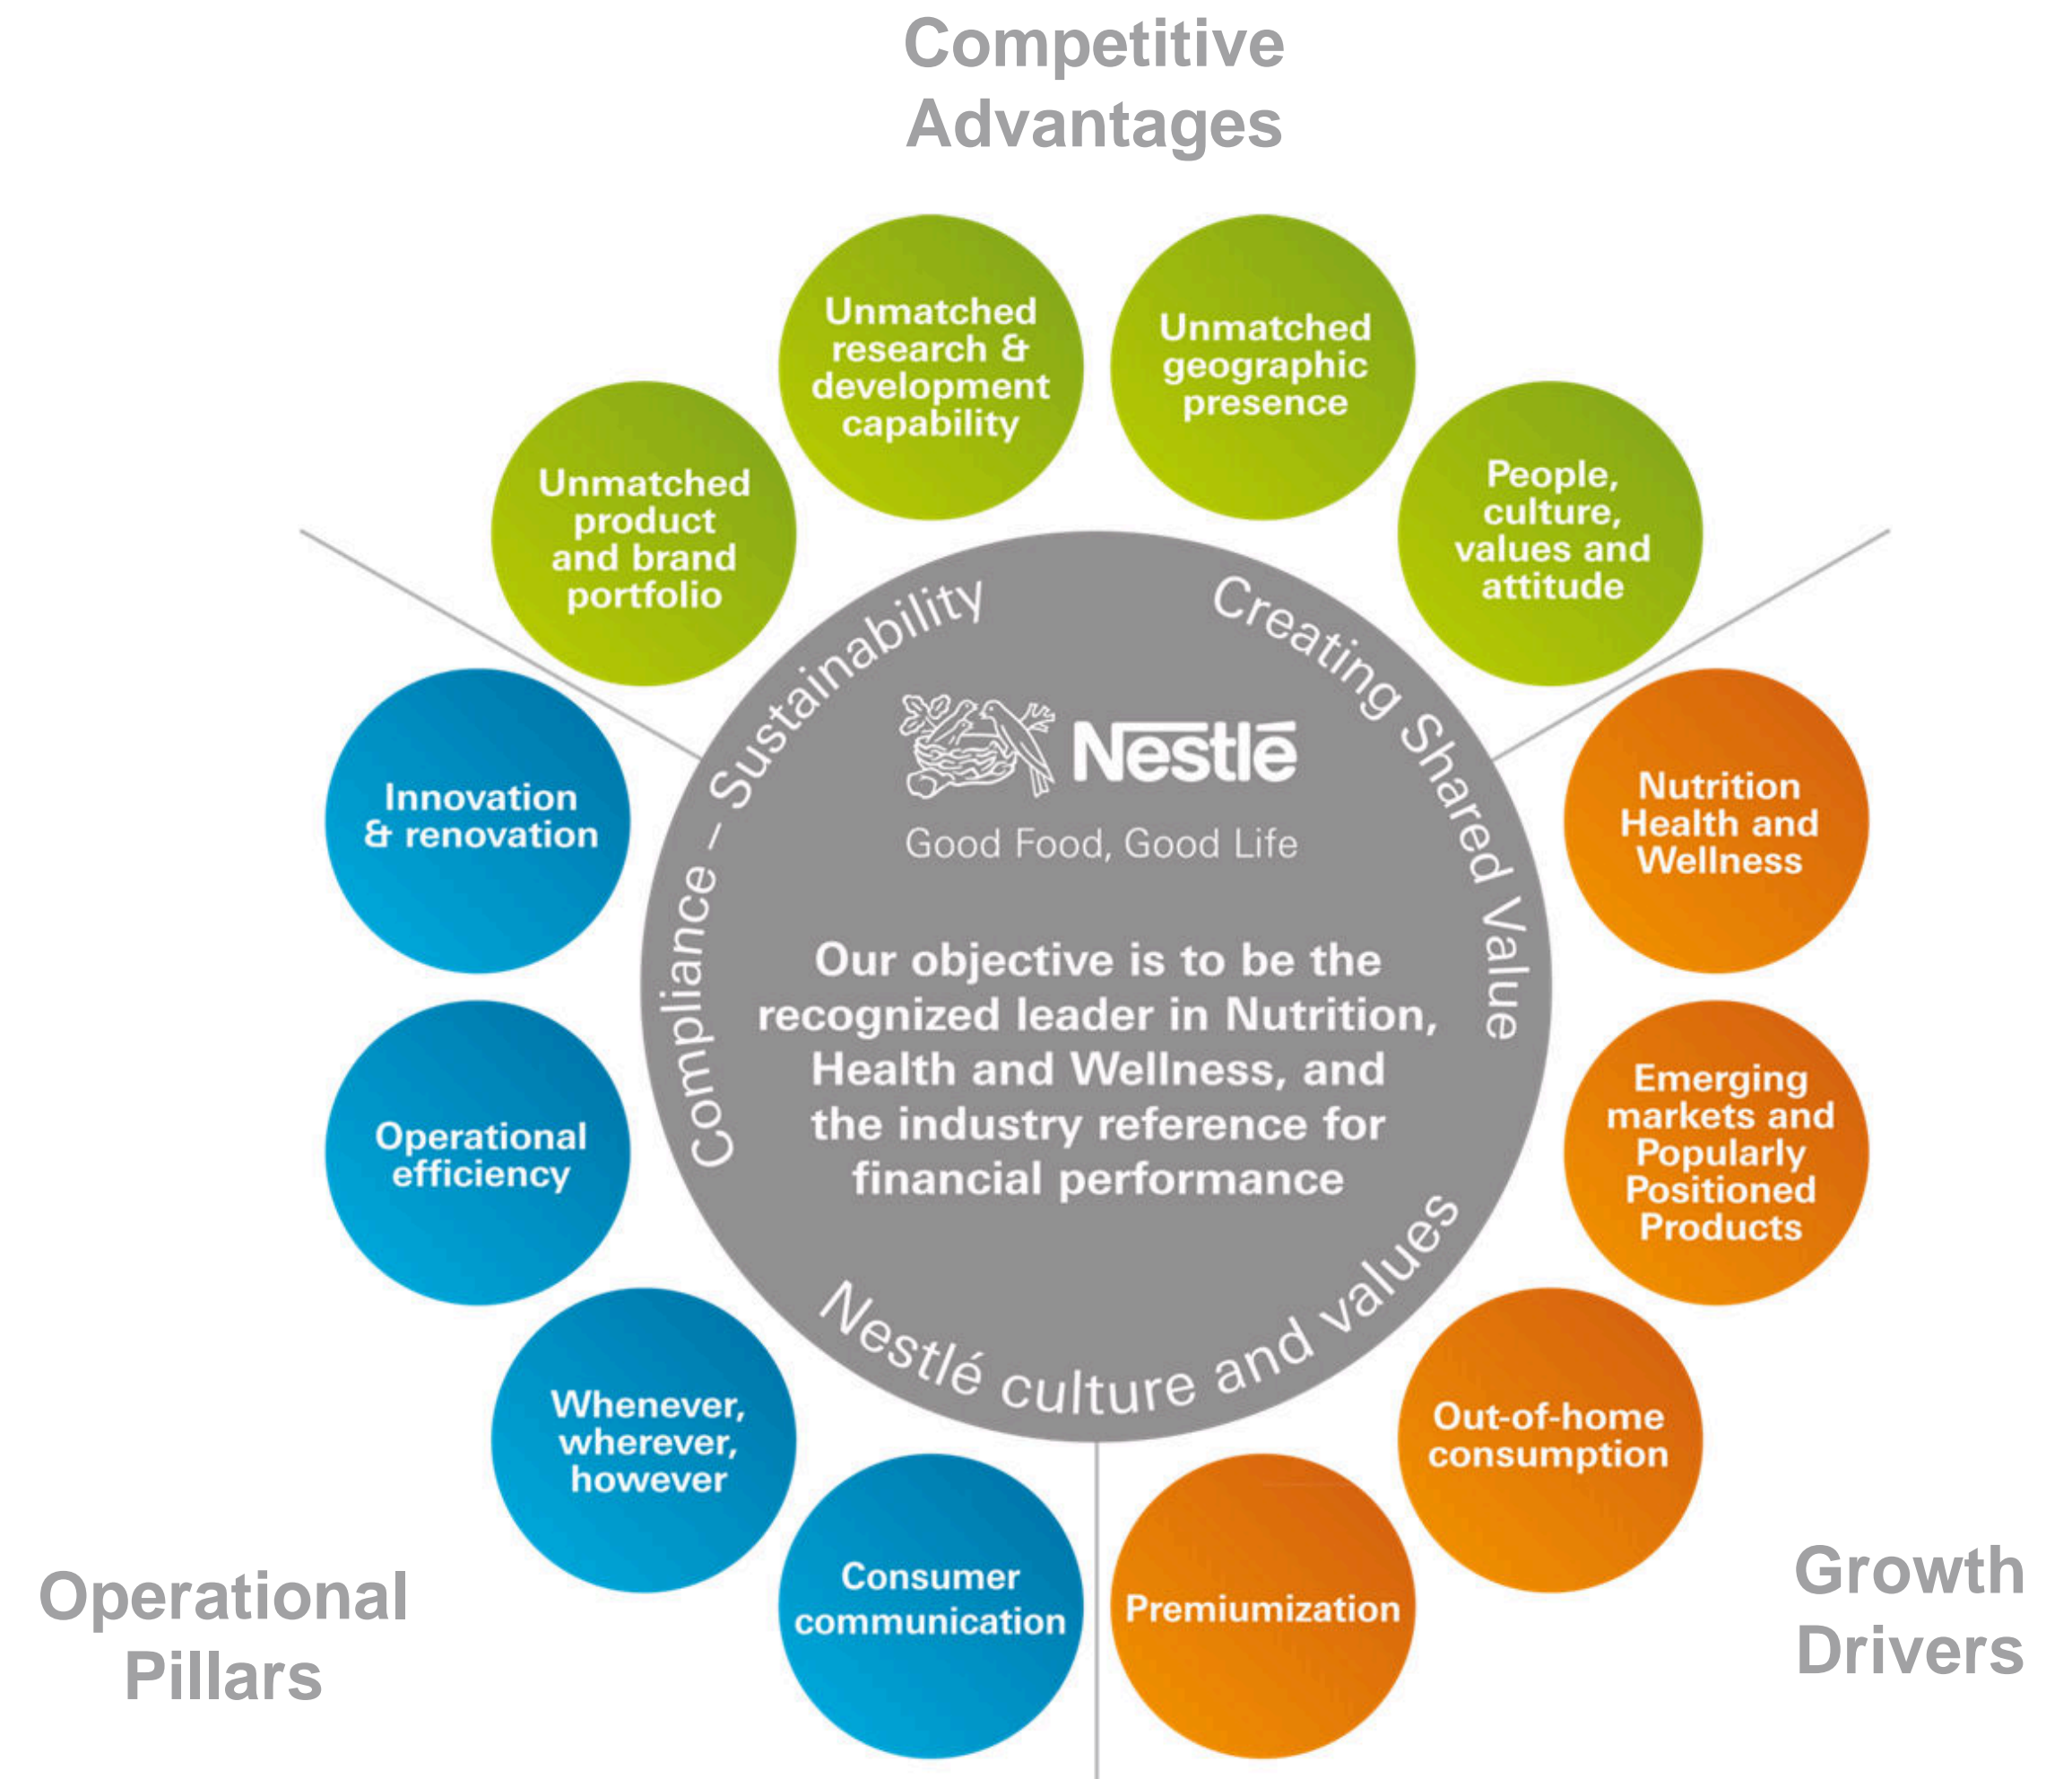 Competitive
Advantages
Unmatched
research &
development
capability
Unmatched
geographic
presence
Unmatched
product
and brand
portfolio
People,
culture,
values and
attitude
Compliance – Sustainability
Creating Shared Value
Nestlé
Good Food, Good Life
Our objective is to be the
recognized leader in Nutrition,
Health and Wellness, and
the industry reference for
financial performance
Nestlé culture and values
Innovation
& renovation
Nutrition
Health and
Wellness
Operational
efficiency
Emerging
markets and
Popularly
Positioned
Products
Whenever,
wherever,
however
Out-of-home
consumption
Consumer
communication
Premiumization
Operational
Pillars
Growth
Drivers